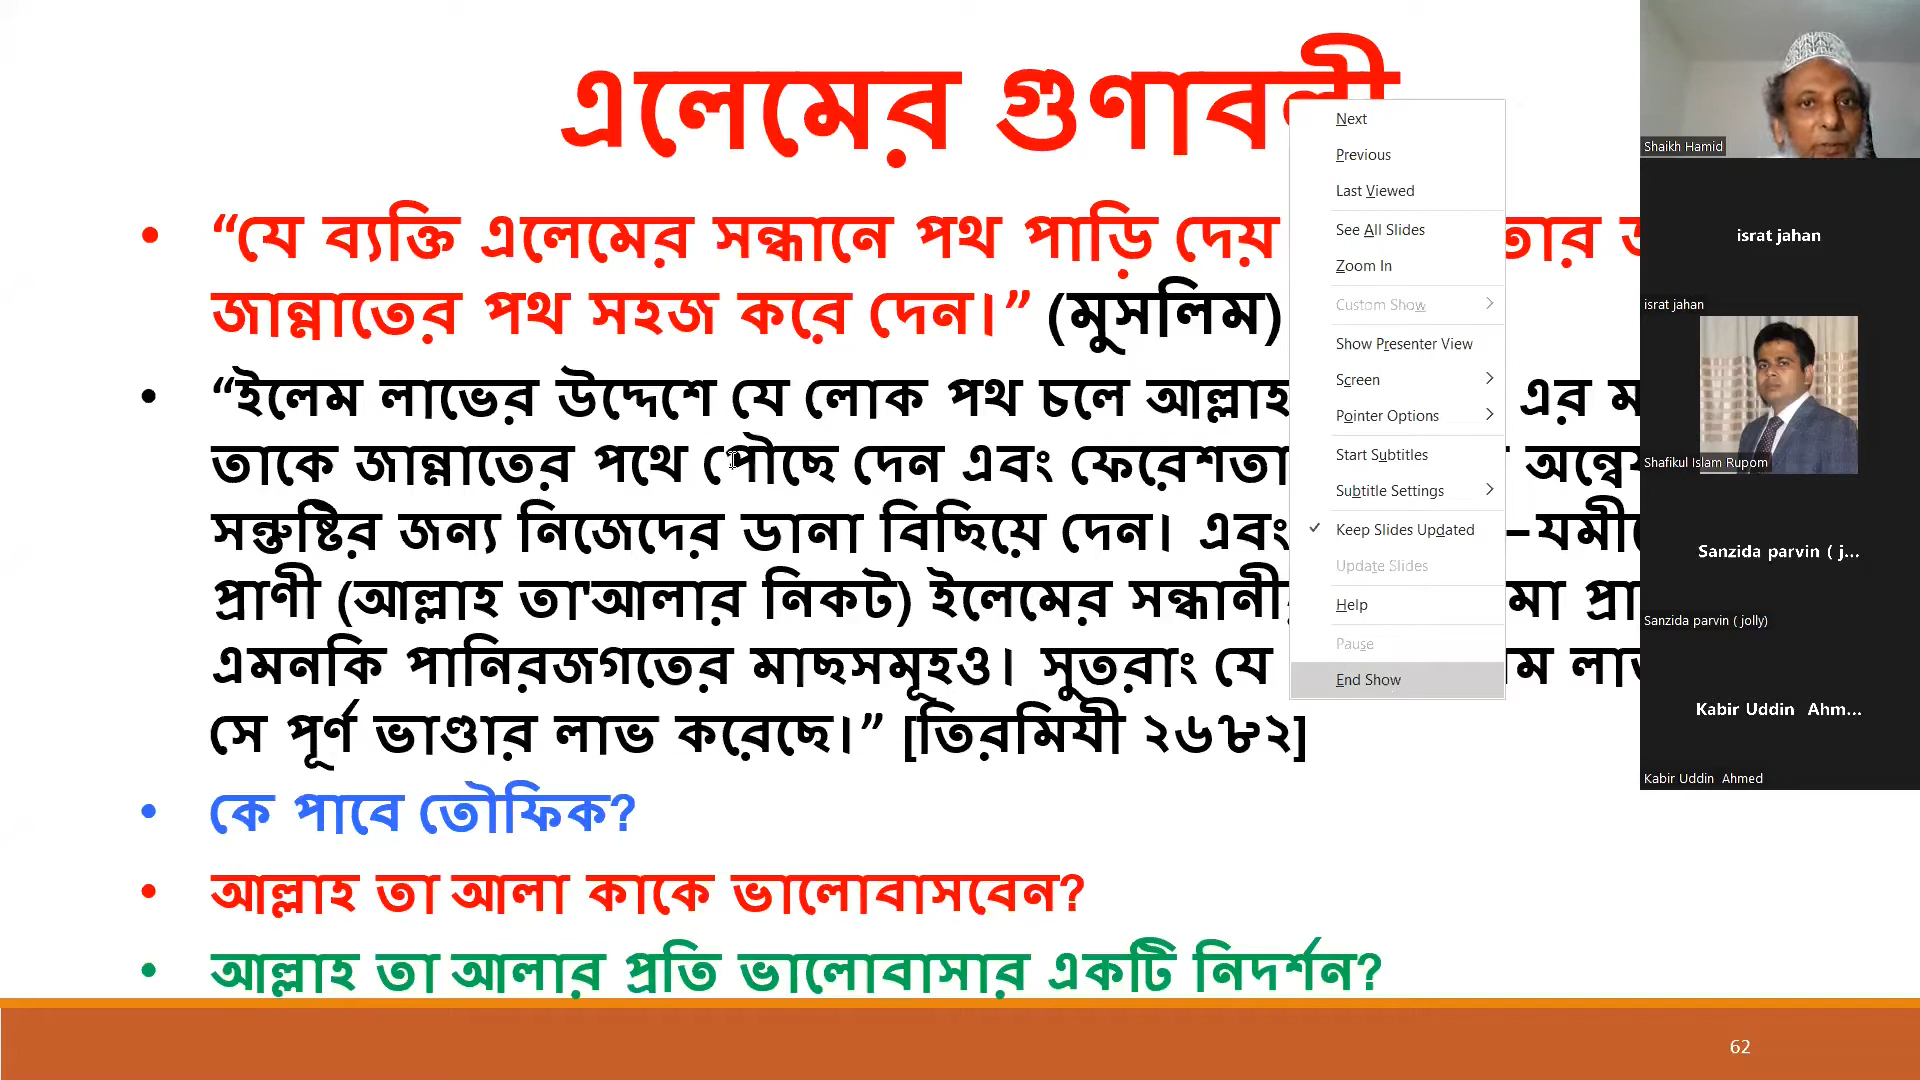 এলেমের গুণাবলী
• “যে ব্যক্তি এলেমের সন্ধানে পথ পাড়ি দেয় তার
জান্নাতের পথ সহজ করে দেন।” (মুসলিম)
• “ইলেম লাভের উদ্দেশে যে লোক পথ চলে আল্লাহ এর
তাকে জান্নাতের পথে পৌছে দেন এবং ফেরেশতা
সন্তুষ্টির জন্য নিজেদের ডানা বিছিয়ে দেন। এবং –যমী
প্রাণী (আল্লাহ তা'আলার নিকট) ইলেমের সন্ধানী মা প্রা
এমনকি পানিরজগতের মাছসমূহও। সুতরাং যে ম লা
সে পূর্ণ ভাণ্ডার লাভ করেছে।” [তিরমিযী ২৬৮২]
• কে পাবে তৌফিক?
• আল্লাহ তা আলা কাকে ভালোবাসবেন?
• আল্লাহ তা আলার প্রতি ভালোবাসার একটি নিদর্শন?
62
Next
Previous
Last Viewed
See All Slides
Zoom In
Custom Show
Show Presenter View
Screen
Pointer Options
Start Subtitles
Subtitle Settings
Keep Slides Updated
Update Slides
Help
Pause
End Show
Shaikh Hamid
israt jahan
israt jahan
Shafikul Islam Rupom
Sanzida parvin ( j...
Sanzida parvin ( jolly)
Kabir Uddin Ahm...
Kabir Uddin Ahmed